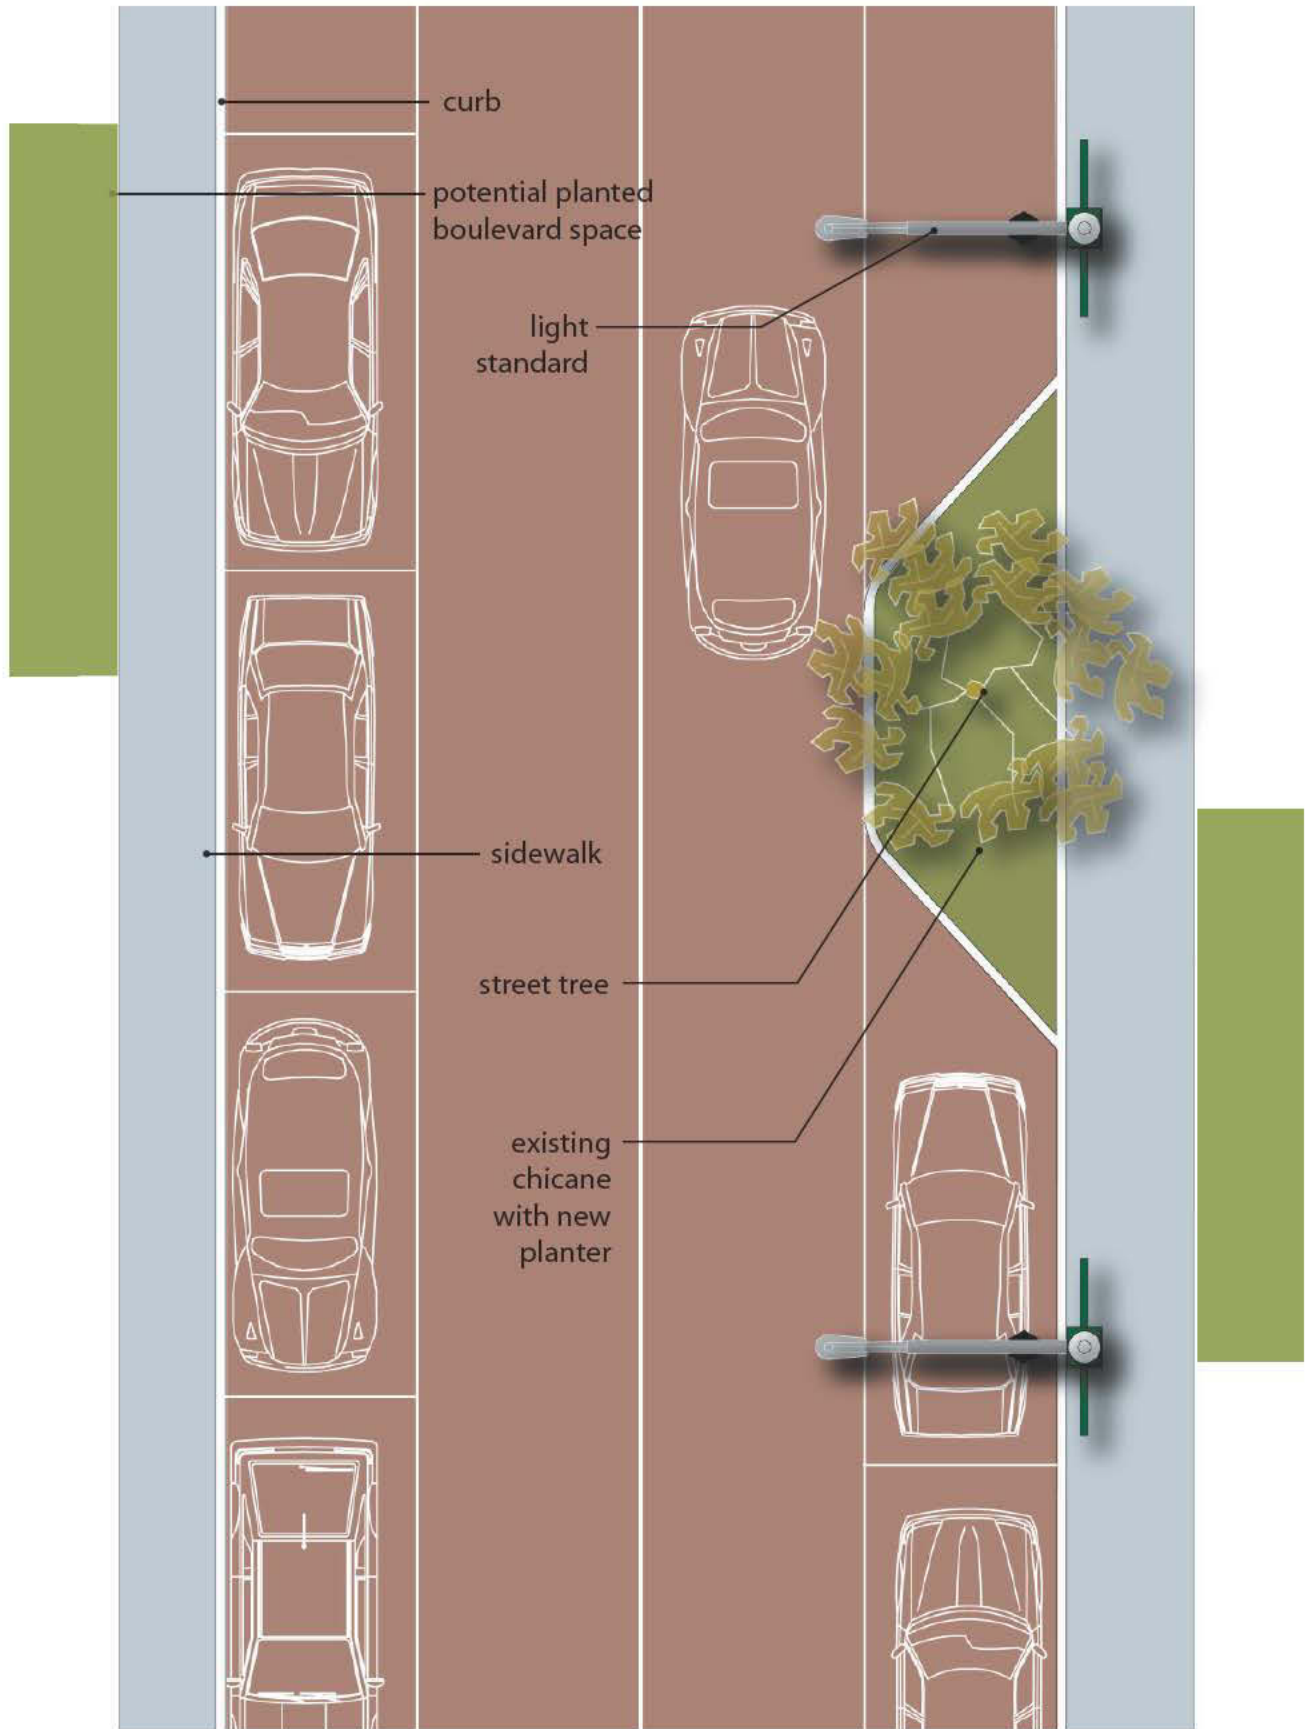 curb
potential planted
boulevard space
light
standard
sidewalk
street tree
existing
chicane
with new
planter